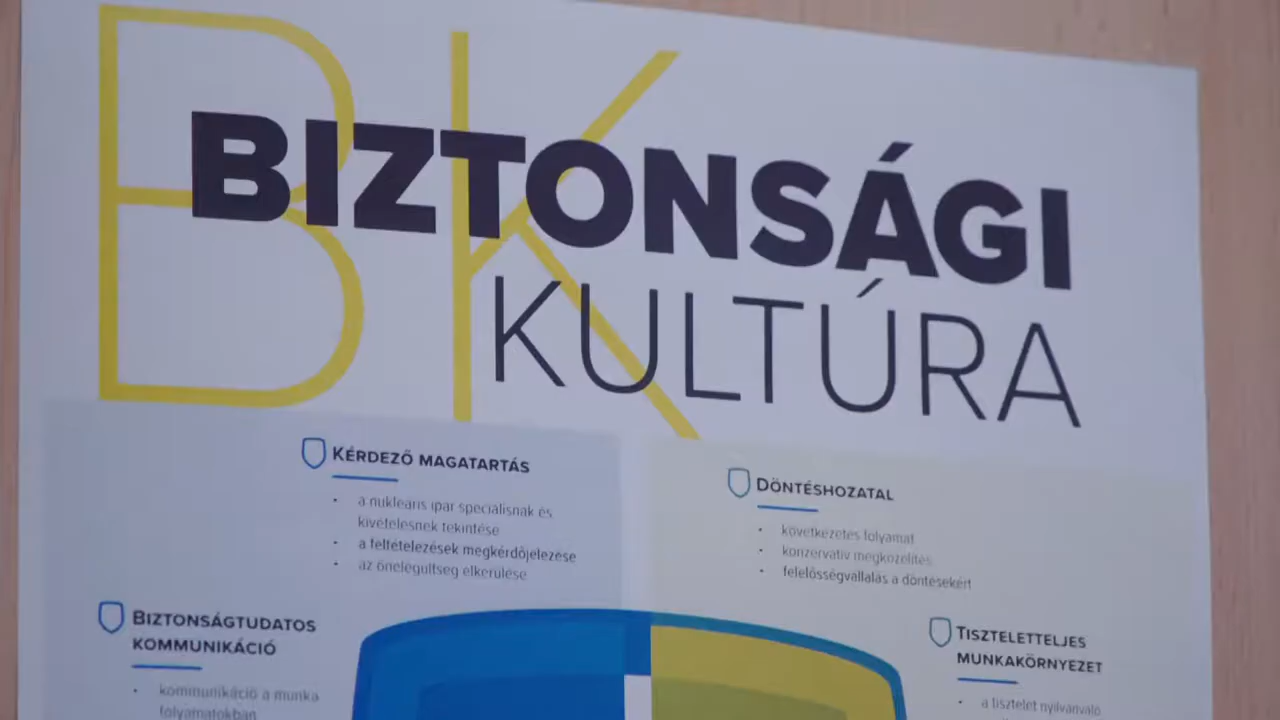 BK
BIZTONSÁGI
KULTÚRA
KÉRDEZŐ MAGATARTÁS
• a nukleáris ipar speciálisnak és
kivételesnek tekintése
• a feltételezések megkérdőjelezése
• az önelégültség elkerülése
DÖNTÉSHOZATAL
• következetes folyamat
• konzervatív megközelítés
• felelősségvállalás a döntésekért
BIZTONSÁGTUDATOS
KOMMUNIKÁCIÓ
• kommunikáció a munka
folyamatokban
TISZTELETTELJES
MUNKAKÖRNYEZET
• a tisztelet nyilvánvaló